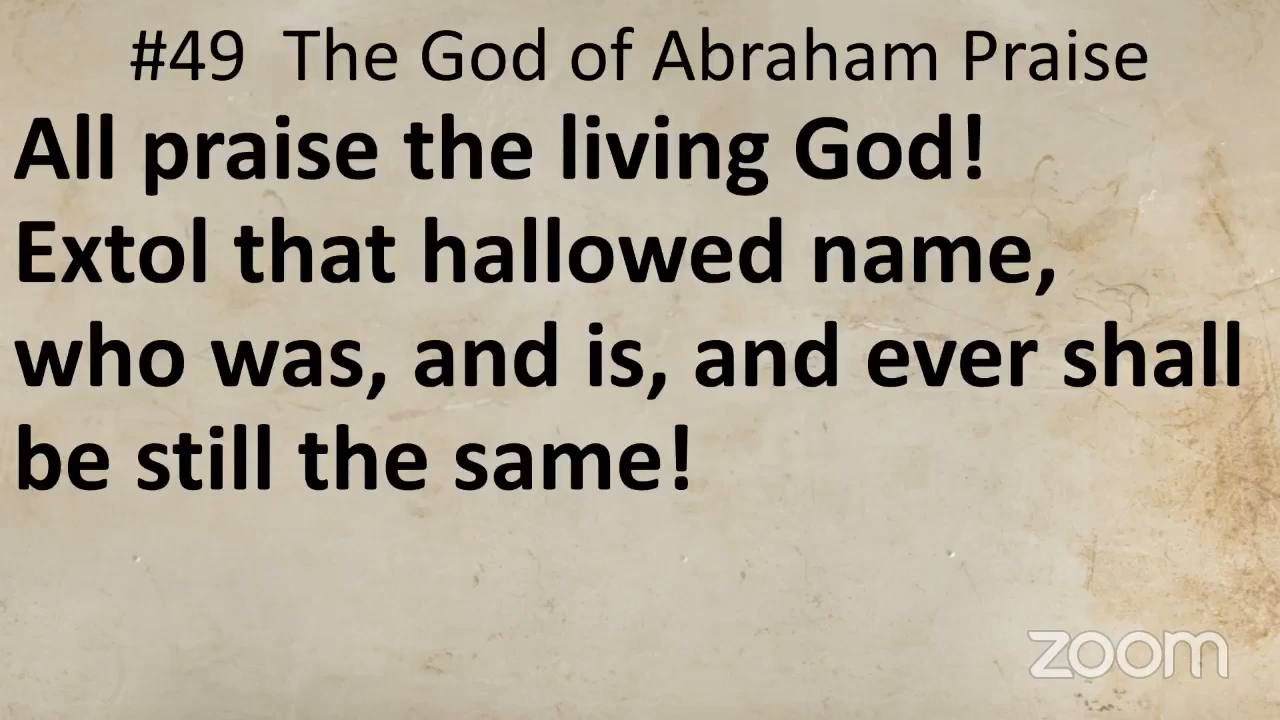 #49 The God of Abraham Praise
All praise the living God!
Extol that hallowed name,
who was, and is, and ever shall
be still the same!
zoom